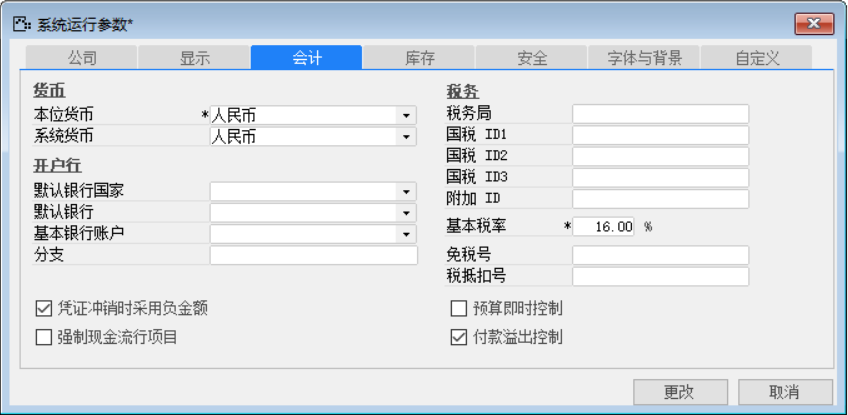 系统运行参数*
公司 显示 会计 库存 安全 字体与背景 自定义
货币
本位货币 *人民币
系统货币 人民币
开户行
默认银行国家
默认银行
基本银行账户
分支
税务
税务局
国税 ID1
国税 ID2
国税 ID3
附加 ID
基本税率 * 16.00 %
免税号
税抵扣号
凭证冲销时采用负金额
强制现金流行项目
预算即时控制
付款溢出控制
更改 取消